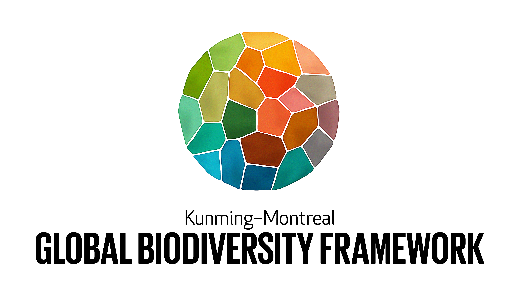 Kunming–Montreal
GLOBAL BIODIVERSITY FRAMEWORK